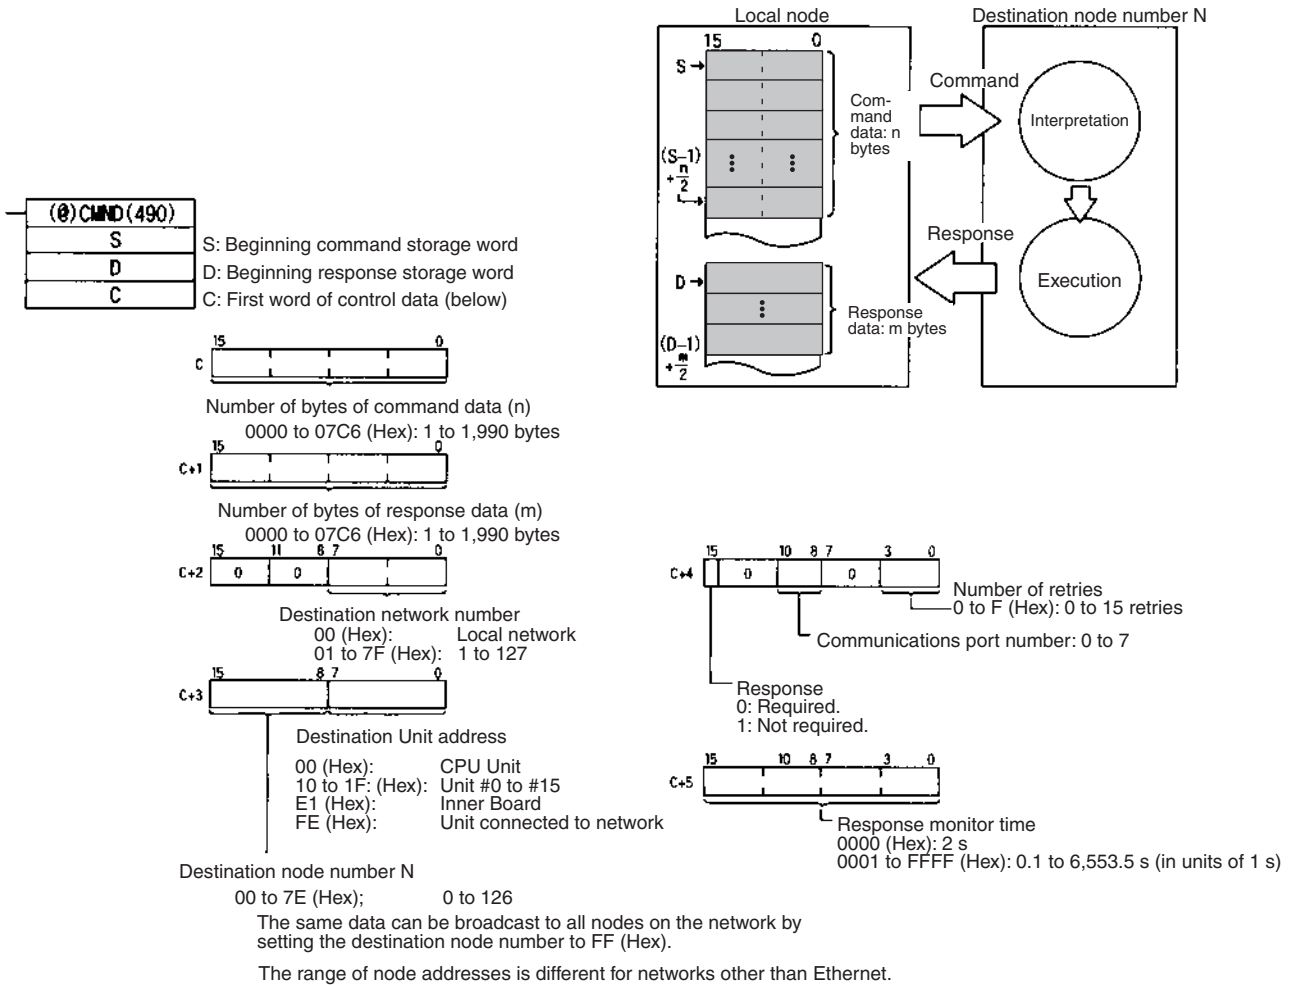 Local node
Destination node number N
15 0
S
Command
Com-
mand
data: n
bytes
Interpretation
(S–1)
+ n/2
(@)CMND(490)
S
D
C
S: Beginning command storage word
D: Beginning response storage word
C: First word of control data (below)
Response
Execution
D
Response
data: m bytes
(D–1)
+ m/2
15 0
C
Number of bytes of command data (n)
0000 to 07C6 (Hex): 1 to 1,990 bytes
15 0
C+1
Number of bytes of response data (m)
0000 to 07C6 (Hex): 1 to 1,990 bytes
15 11 8 7 0
C+2 0 0
Destination network number
00 (Hex): Local network
01 to 7F (Hex): 1 to 127
15 8 7 0
C+3
Destination Unit address
00 (Hex): CPU Unit
10 to 1F: (Hex): Unit #0 to #15
E1 (Hex): Inner Board
FE (Hex): Unit connected to network
Destination node number N
00 to 7E (Hex); 0 to 126
The same data can be broadcast to all nodes on the network by
setting the destination node number to FF (Hex).
The range of node addresses is different for networks other than Ethernet.
15 10 8 7 3 0
C+4 0 0
Number of retries
0 to F (Hex): 0 to 15 retries
Communications port number: 0 to 7
Response
0: Required.
1: Not required.
15 10 8 7 3 0
C+5
Response monitor time
0000 (Hex): 2 s
0001 to FFFF (Hex): 0.1 to 6,553.5 s (in units of 1 s)